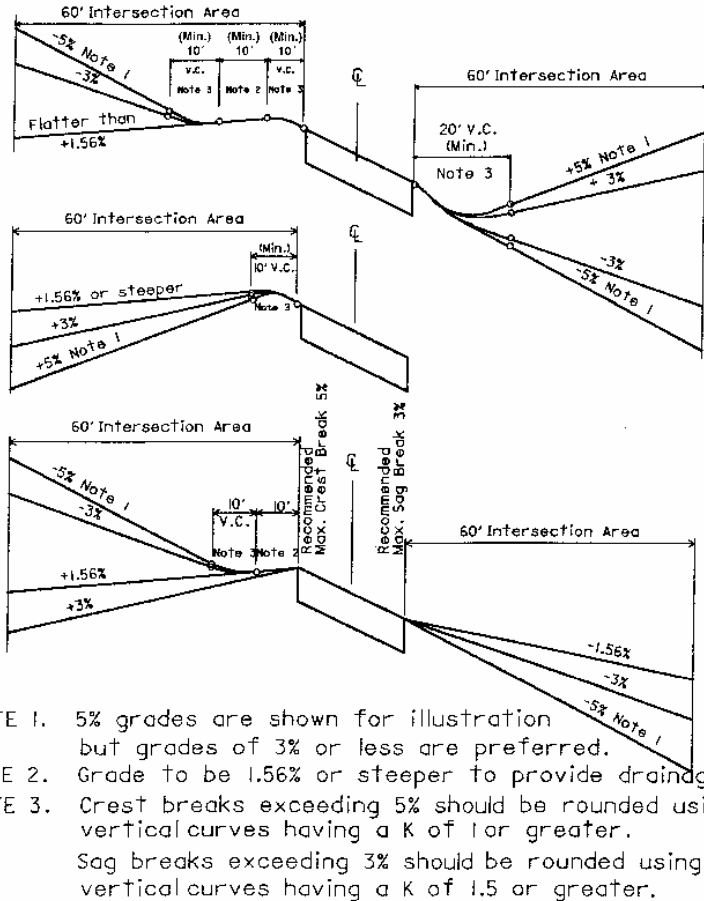 60' Intersection Area
(Min.) (Min.) (Min.)
10' 10' 10'
V.C. V.C.
Note 3 Note 2 Note 3
-5% Note 1
-3%
Flatter than
+1.56%
℄
60' Intersection Area
20' V.C.
(Min.)
Note 3
+5% Note 1
+ 3%
-3%
-5% Note 1
60' Intersection Area
(Min.)
10' V.C.
Note 3
+1.56% or steeper
+3%
+5% Note 1
℄
60' Intersection Area
10' 10'
V.C.
Note 3 Note 2
-5% Note 1
-3%
+1.56%
+3%
Recommended
Max. Crest Break 5%
℄
Recommended
Max. Sag Break 3%
60' Intersection Area
-1.56%
-3%
-5% Note 1
TE 1. 5% grades are shown for illustration
but grades of 3% or less are preferred.
E 2. Grade to be 1.56% or steeper to provide drainag
TE 3. Crest breaks exceeding 5% should be rounded usi
vertical curves having a K of 1 or greater.
Sag breaks exceeding 3% should be rounded using
vertical curves having a K of 1.5 or greater.